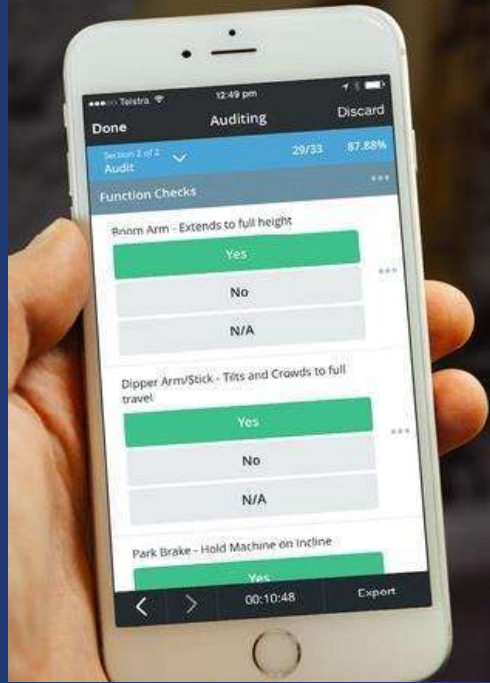 Telstra 12:49 pm
Done Auditing Discard
Section 2 of 2
Audit 29/33 87.88%
Function Checks
Boom Arm - Extends to full height
Yes
No
N/A
Dipper Arm/Stick - Tilts and Crowds to full
travel
Yes
No
N/A
Park Brake - Hold Machine on Incline
Yes
00:10:48 Export